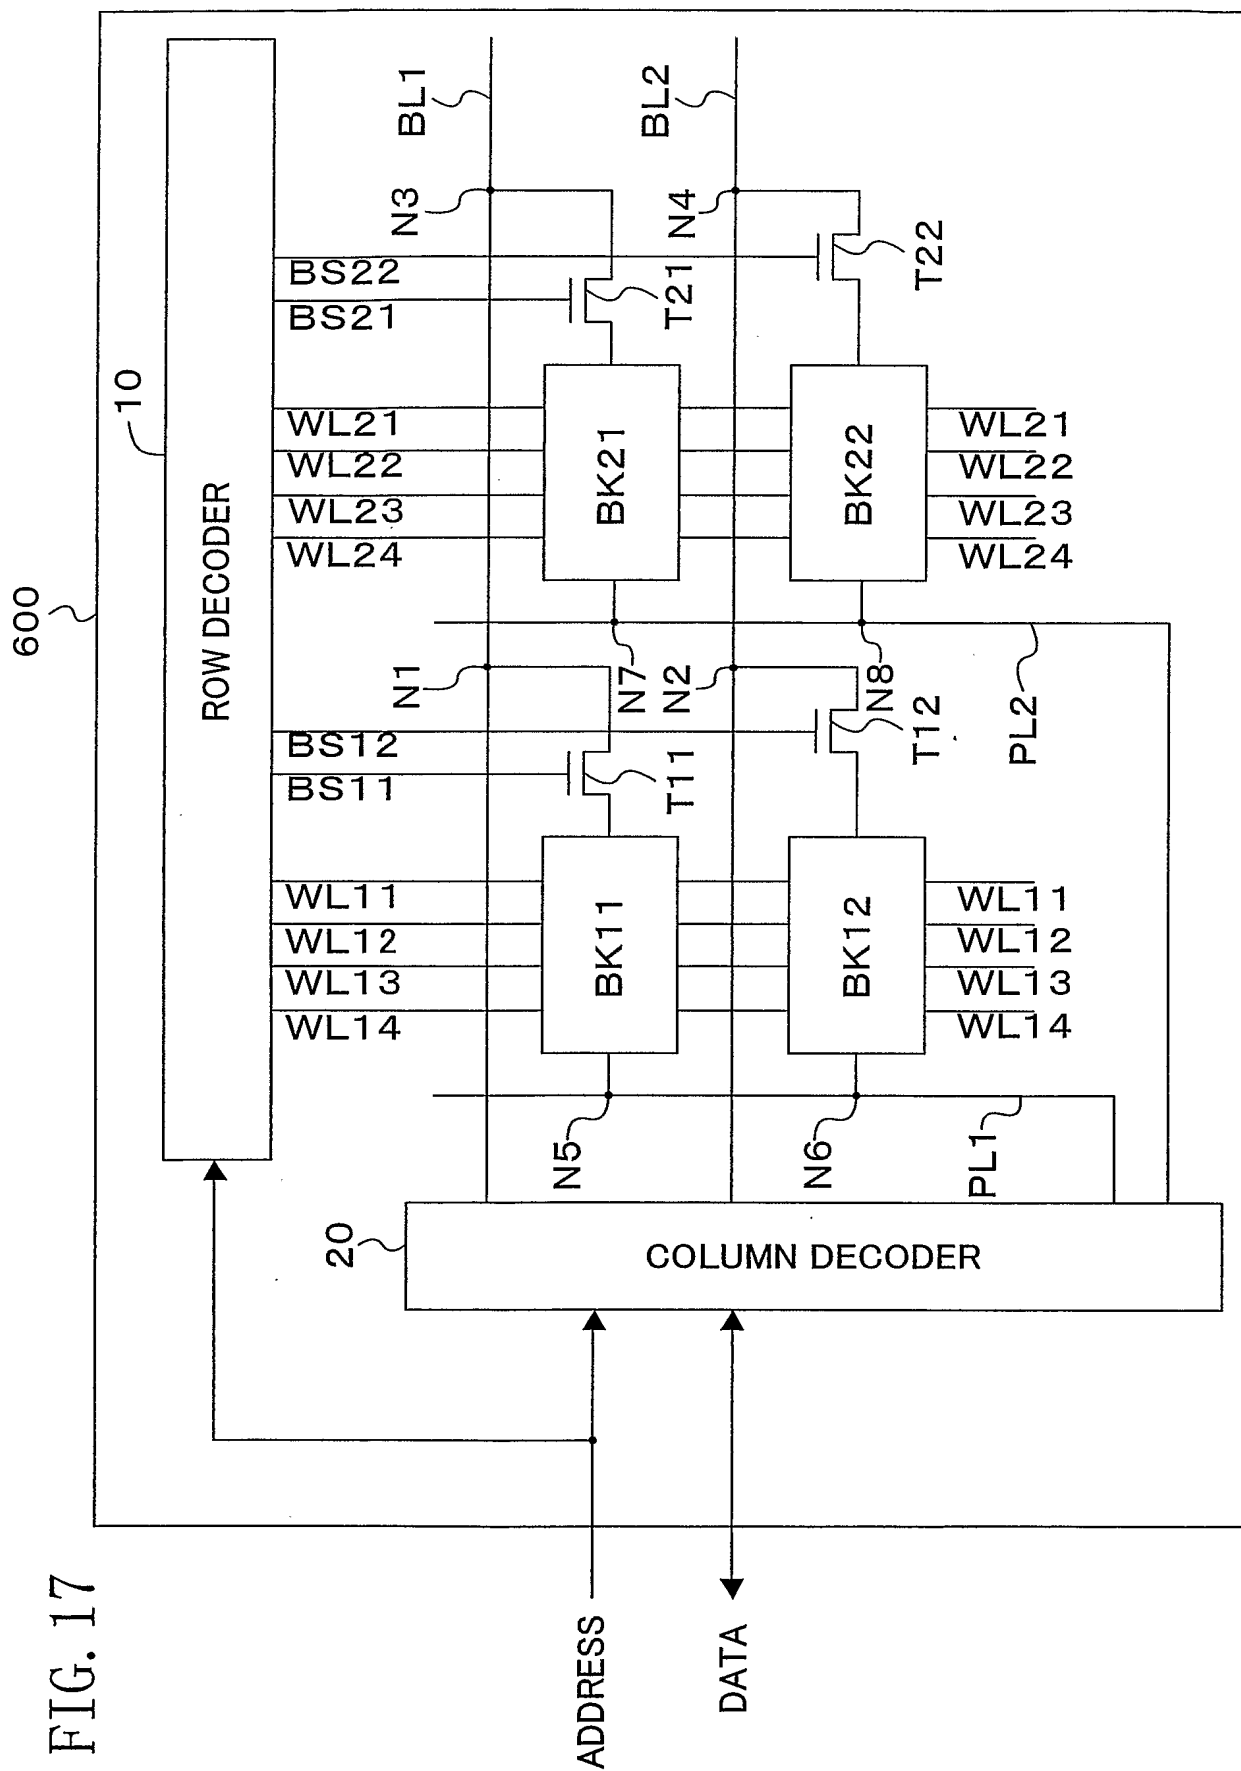 FIG. 17
600
10
ROW DECODER
WL14
WL13
WL12
WL11
BS11
BS12
WL24
WL23
WL22
WL21
BS21
BS22
N1
N3
BL1
20
COLUMN DECODER
N5
BK11
T11
N7
BK21
T21
N2
N4
BL2
N6
BK12
T12
N8
BK22
T22
PL1
WL14
WL13
WL12
WL11
PL2
WL24
WL23
WL22
WL21
ADDRESS
DATA